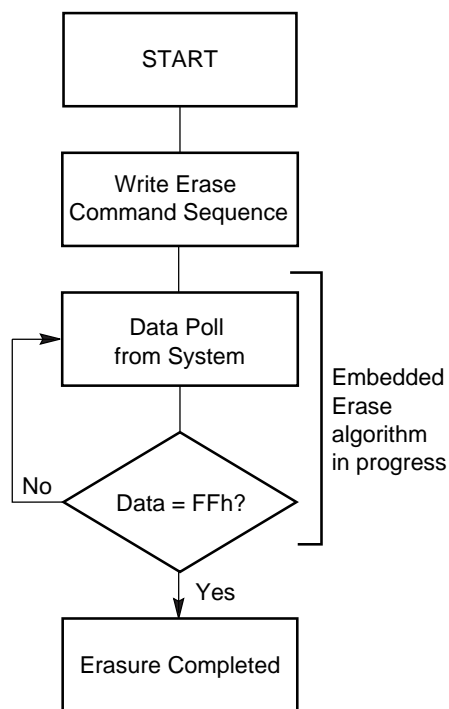 START
Write Erase
Command Sequence
Data Poll
from System
Embedded
Erase
algorithm
in progress
No
Data = FFh?
Yes
Erasure Completed